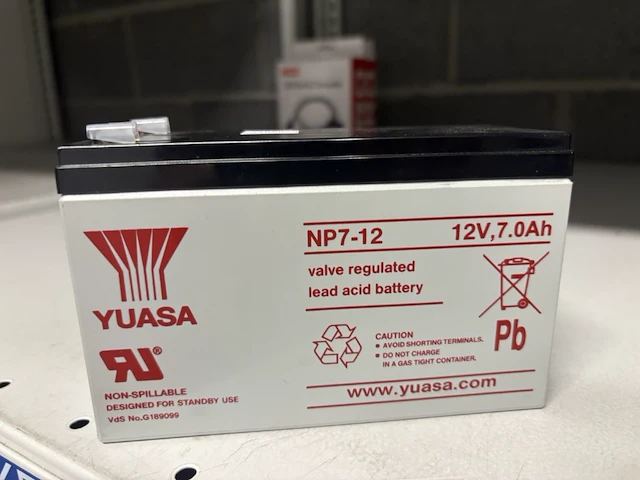 YUASA
NON-SPILLABLE
DESIGNED FOR STANDBY USE
VdS No.G189099
NP7-12 12V,7.0Ah
valve regulated
lead acid battery
CAUTION
▪ AVOID SHORTING TERMINALS.
▪ DO NOT CHARGE
IN A GAS TIGHT CONTAINER.
Pb
www.yuasa.com